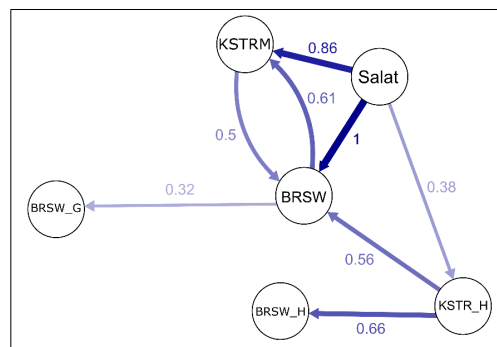 KSTRM
0.86
Salat
0.61
0.5
1
0.32
BRSW
0.38
BRSW_G
0.56
BRSW_H
KSTR_H
0.66